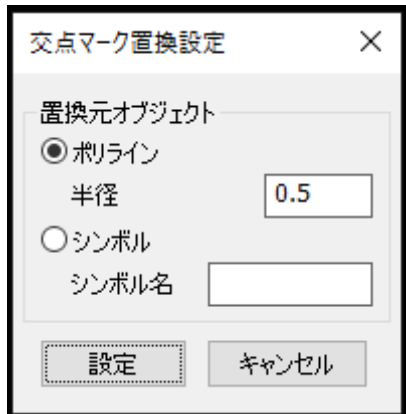 交点マーク置換設定
置換元オブジェクト
ポリライン
半径 0.5
シンボル
シンボル名
設定 キャンセル